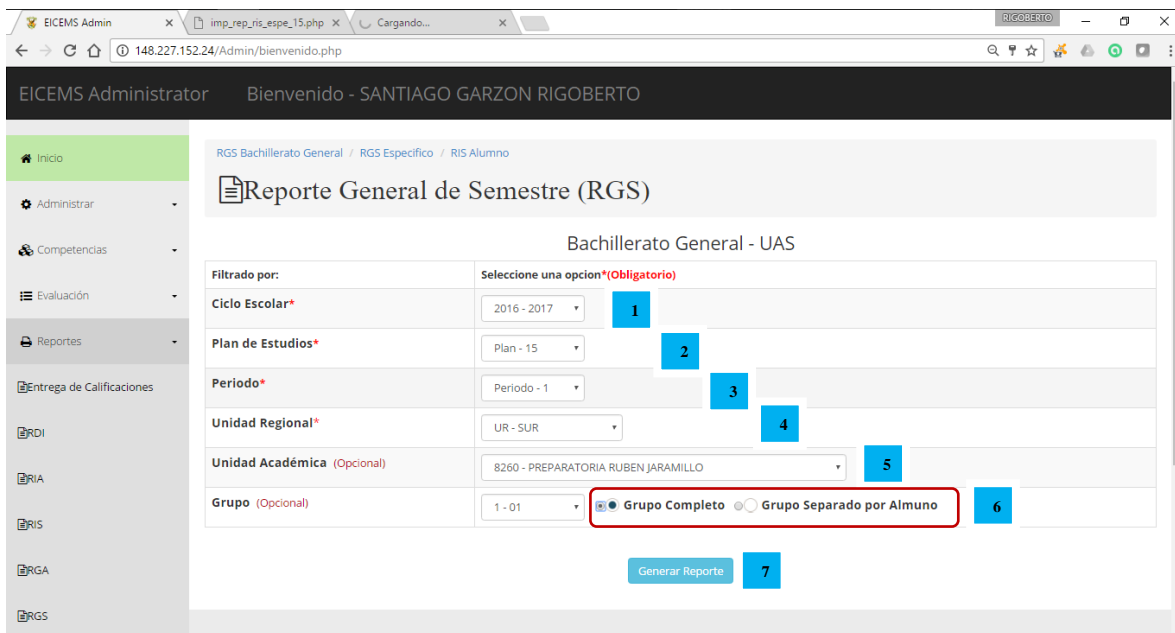 EICEMS Admin
imp_rep_ris_espe_15.php
Cargando...
RIGOBERTO
148.227.152.24/Admin/bienvenido.php
EICEMS Administrator Bienvenido - SANTIAGO GARZON RIGOBERTO
Inicio
Administrar
Competencias
Evaluación
Reportes
Entrega de Calificaciones
RDI
RIA
RIS
RGA
RGS
RGS Bachillerato General / RGS Especifico / RIS Alumno
Reporte General de Semestre (RGS)
Bachillerato General - UAS
Filtrado por: Seleccione una opcion*(Obligatorio)
Ciclo Escolar* 2016 - 2017 1
Plan de Estudios* Plan - 15 2
Periodo* Periodo - 1 3
Unidad Regional* UR - SUR 4
Unidad Académica (Opcional) 8260 - PREPARATORIA RUBEN JARAMILLO 5
Grupo (Opcional) 1 - 01 Grupo Completo Grupo Separado por Almuno 6
Generar Reporte 7